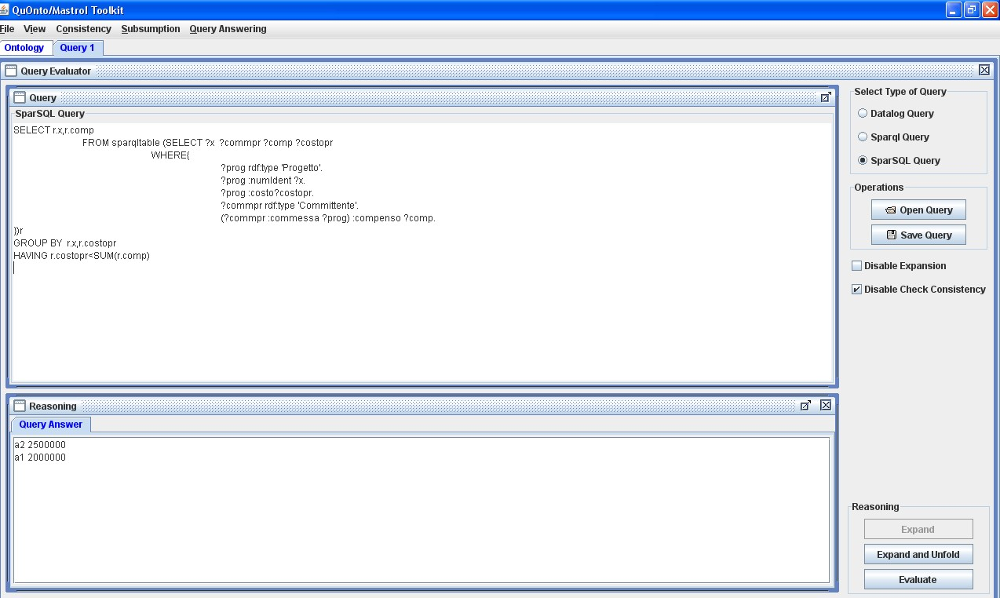 QuOnto/MastroI Toolkit
File View Consistency Subsumption Query Answering
Ontology Query 1
Query Evaluator
Query
SparSQL Query
SELECT r.x,r.comp
FROM sparqltable (SELECT ?x ?commpr ?comp ?costopr
WHERE{
?prog rdf:type 'Progetto'.
?prog :numIdent ?x.
?prog :costo?costopr.
?commpr rdf:type 'Committente'.
(?commpr :commessa ?prog) :compenso ?comp.
})r
GROUP BY r.x,r.costopr
HAVING r.costopr<SUM(r.comp)
Select Type of Query
Datalog Query
Sparql Query
SparSQL Query
Operations
Open Query
Save Query
Disable Expansion
Disable Check Consistency
Reasoning
Query Answer
a2 2500000
a1 2000000
Reasoning
Expand
Expand and Unfold
Evaluate